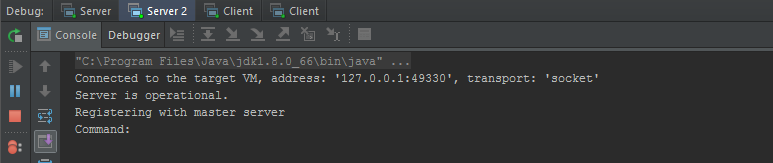 Debug: Server Server 2 Client Client
Console Debugger
"C:\Program Files\Java\jdk1.8.0_66\bin\java" ...
Connected to the target VM, address: '127.0.0.1:49330', transport: 'socket'
Server is operational.
Registering with master server
Command: